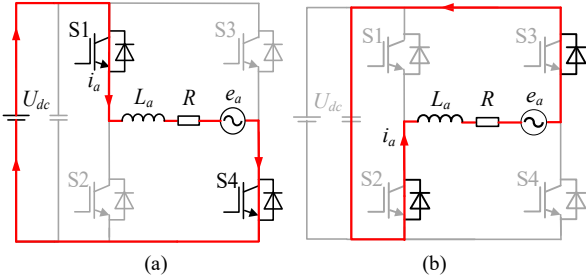 S1
S3
i_a
U_dc
L_a
R
e_a
S2
S4
(a)
S1
S3
U_dc
L_a
R
e_a
i_a
S2
S4
(b)